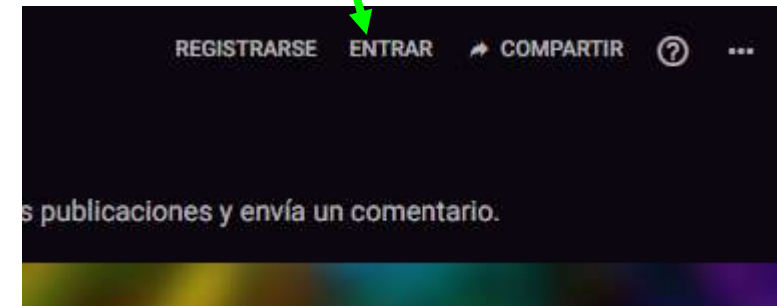 REGISTRARSE ENTRAR COMPARTIR ? ...
s publicaciones y envía un comentario.